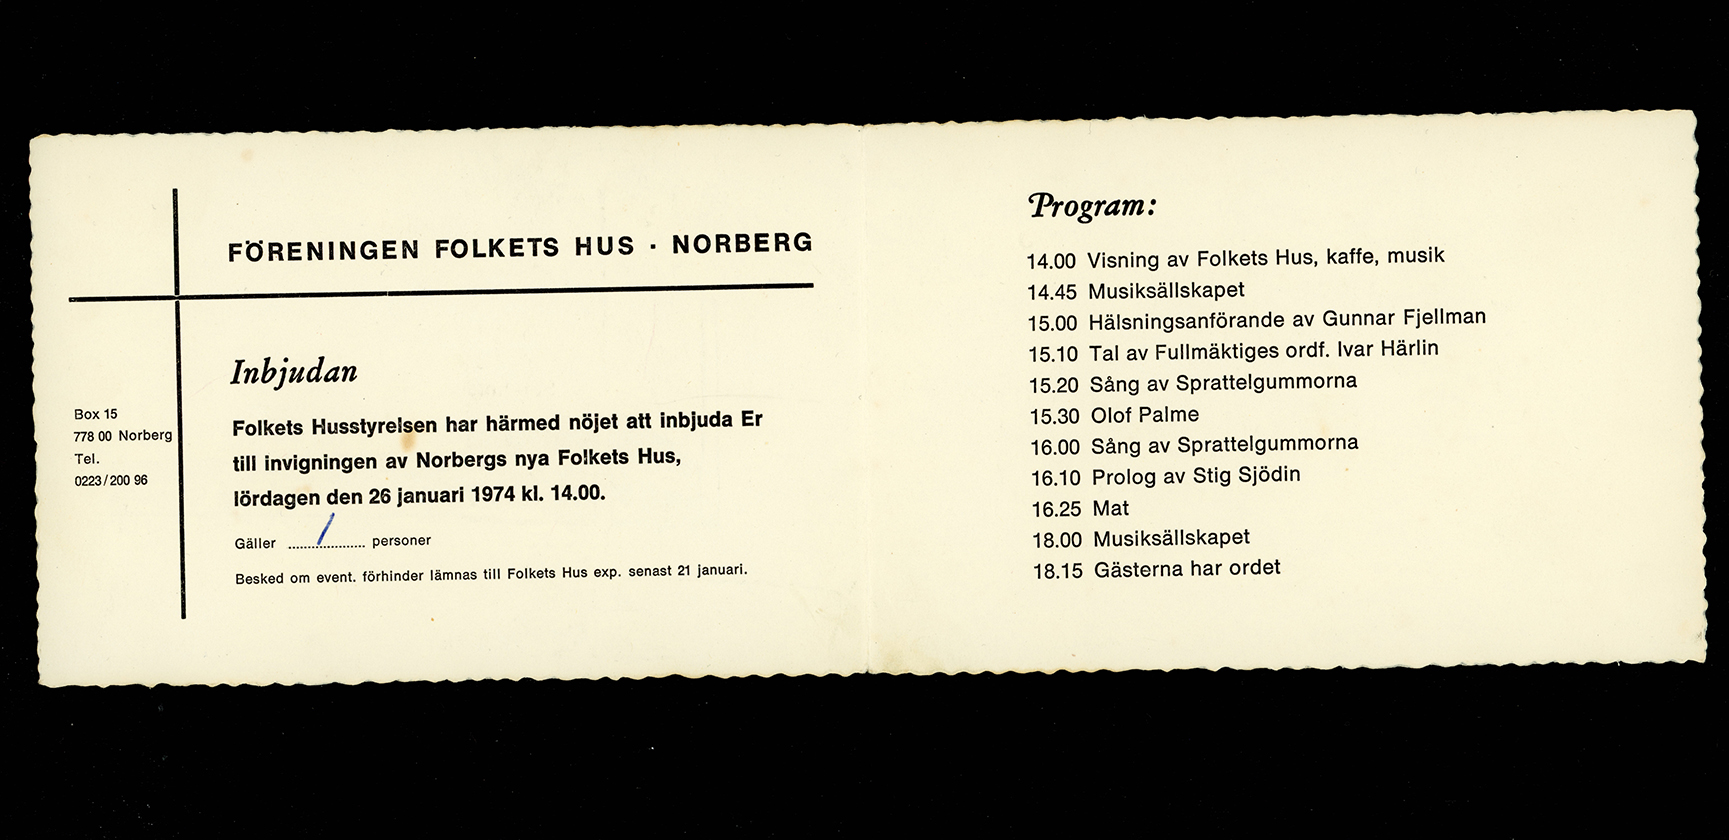 FÖRENINGEN FOLKETS HUS · NORBERG
Inbjudan
Box 15
778 00 Norberg
Tel.
0223/200 96
Folkets Husstyrelsen har härmed nöjet att inbjuda Er
till invigningen av Norbergs nya Folkets Hus,
lördagen den 26 januari 1974 kl. 14.00.
Gäller ...../..... personer
Besked om event. förhinder lämnas till Folkets Hus exp. senast 21 januari.
Program:
14.00 Visning av Folkets Hus, kaffe, musik
14.45 Musiksällskapet
15.00 Hälsningsanförande av Gunnar Fjellman
15.10 Tal av Fullmäktiges ordf. Ivar Härlin
15.20 Sång av Sprattelgummorna
15.30 Olof Palme
16.00 Sång av Sprattelgummorna
16.10 Prolog av Stig Sjödin
16.25 Mat
18.00 Musiksällskapet
18.15 Gästerna har ordet